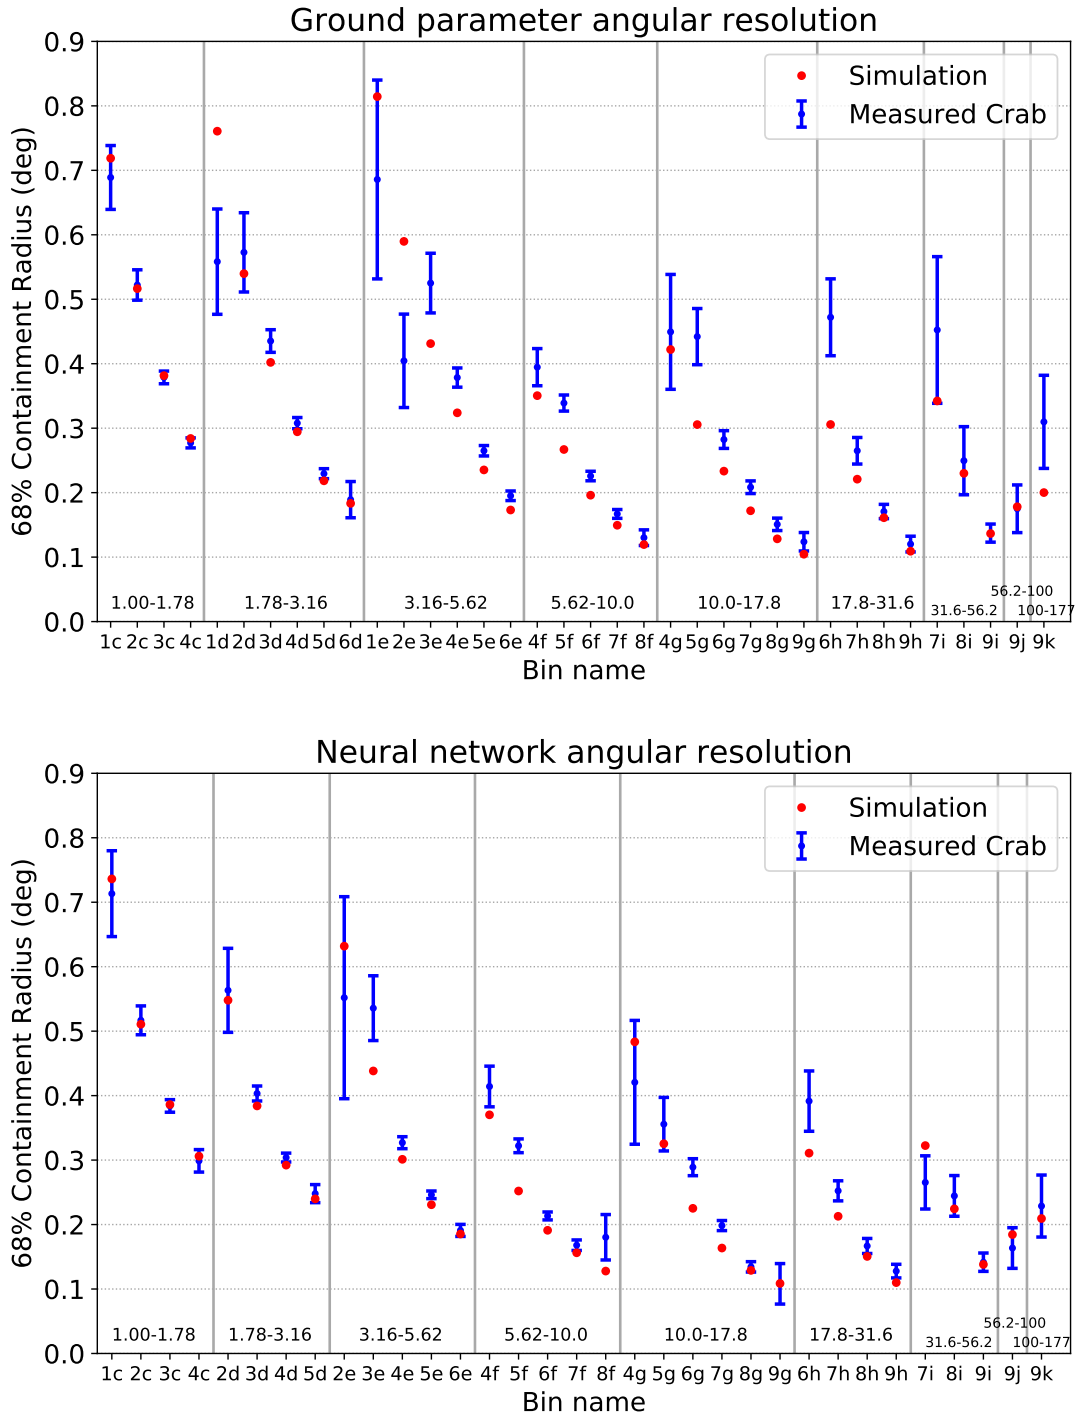 Ground parameter angular resolution
0.9
0.8
0.7
0.6
0.5
0.4
0.3
0.2
0.1
0.0
68% Containment Radius (deg)
Simulation
Measured Crab
1.00-1.78 1.78-3.16 3.16-5.62 5.62-10.0 10.0-17.8 17.8-31.6 31.6-56.2 56.2-100 100-177
1c 2c 3c 4c 1d 2d 3d 4d 5d 6d 1e 2e 3e 4e 5e 6e 4f 5f 6f 7f 8f 4g 5g 6g 7g 8g 9g 6h 7h 8h 9h 7i 8i 9i 9j 9k
Bin name
Neural network angular resolution
0.9
0.8
0.7
0.6
0.5
0.4
0.3
0.2
0.1
0.0
68% Containment Radius (deg)
Simulation
Measured Crab
1.00-1.78 1.78-3.16 3.16-5.62 5.62-10.0 10.0-17.8 17.8-31.6 31.6-56.2 56.2-100 100-177
1c 2c 3c 4c 2d 3d 4d 5d 2e 3e 4e 5e 6e 4f 5f 6f 7f 8f 4g 5g 6g 7g 8g 9g 6h 7h 8h 9h 7i 8i 9i 9j 9k
Bin name